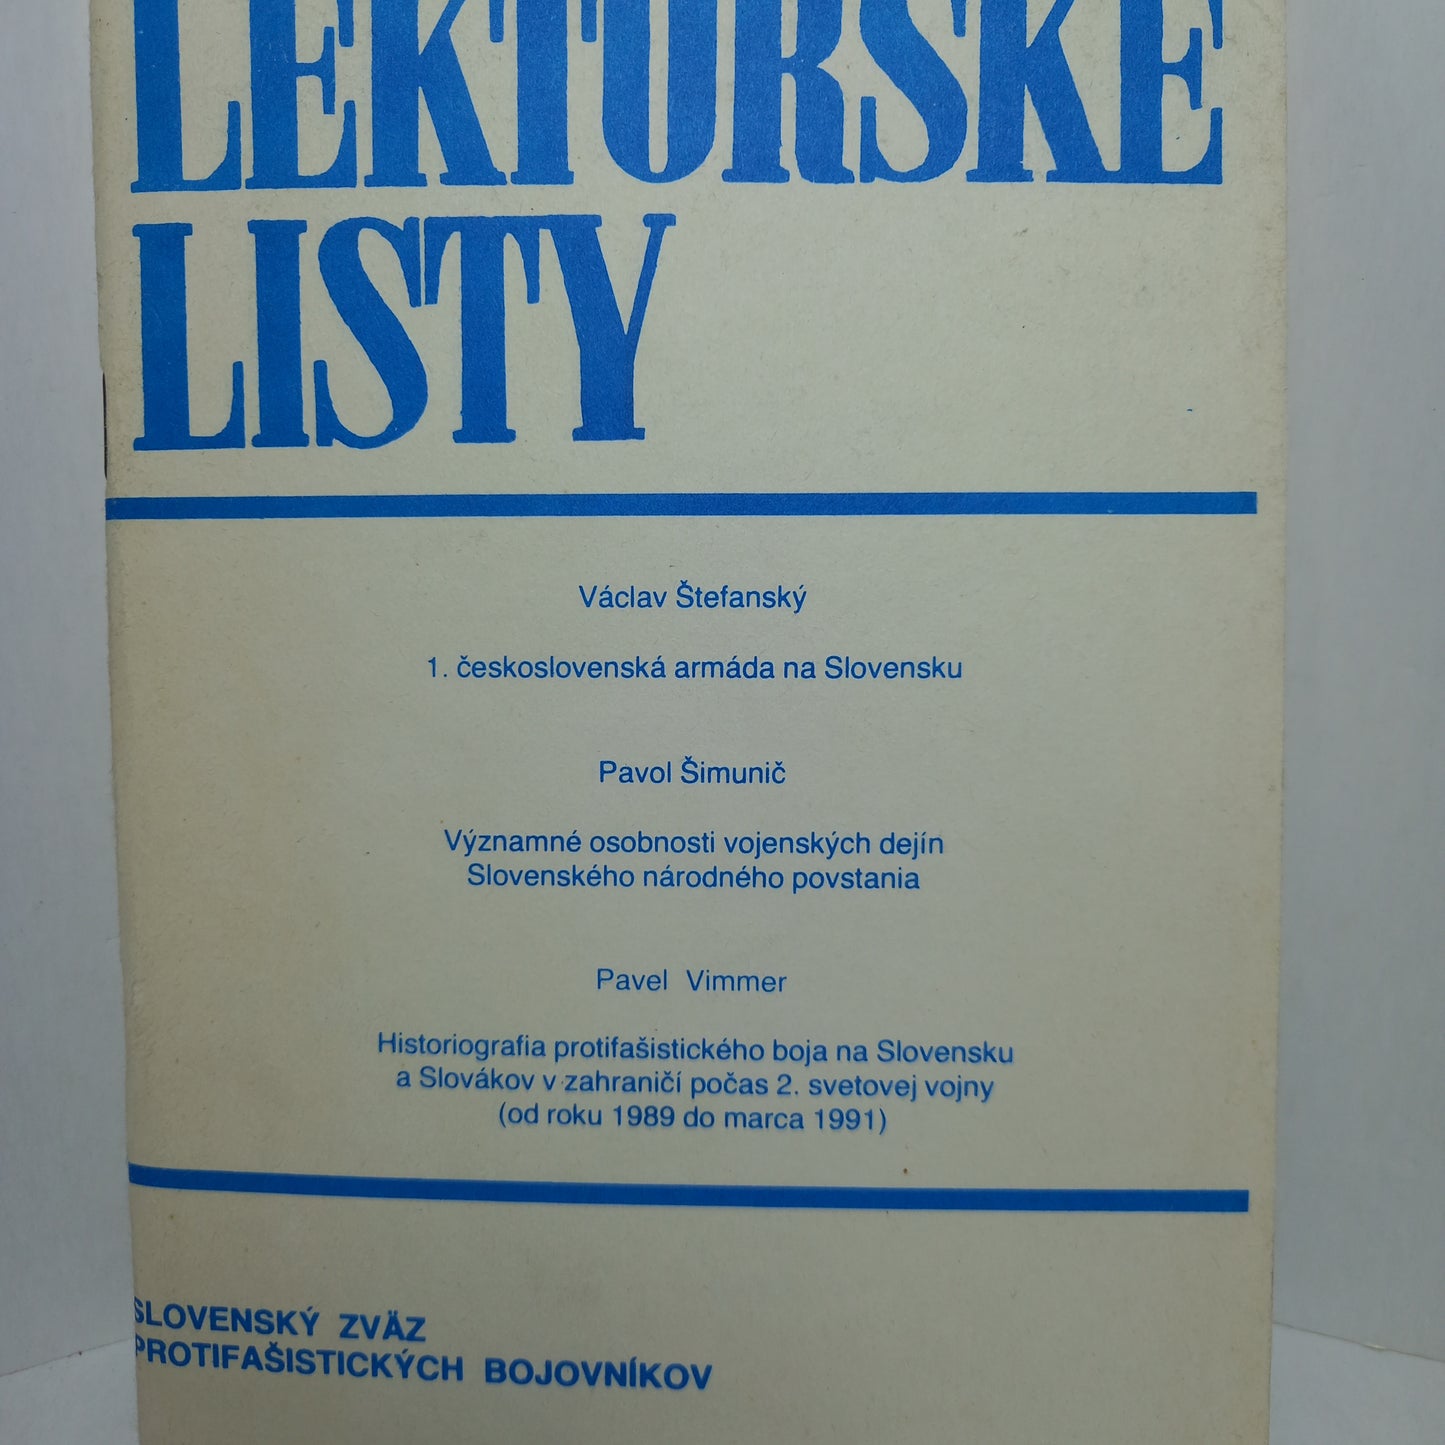 LEKTORSKÉ
LISTY
Václav Štefanský
1. československá armáda na Slovensku
Pavol Šimunič
Významné osobnosti vojenských dejín
Slovenského národného povstania
Pavel Vimmer
Historiografia protifašistického boja na Slovensku
a Slovákov v zahraničí počas 2. svetovej vojny
(od roku 1989 do marca 1991)
SLOVENSKÝ ZVÄZ
PROTIFAŠISTICKÝCH BOJOVNÍKOV